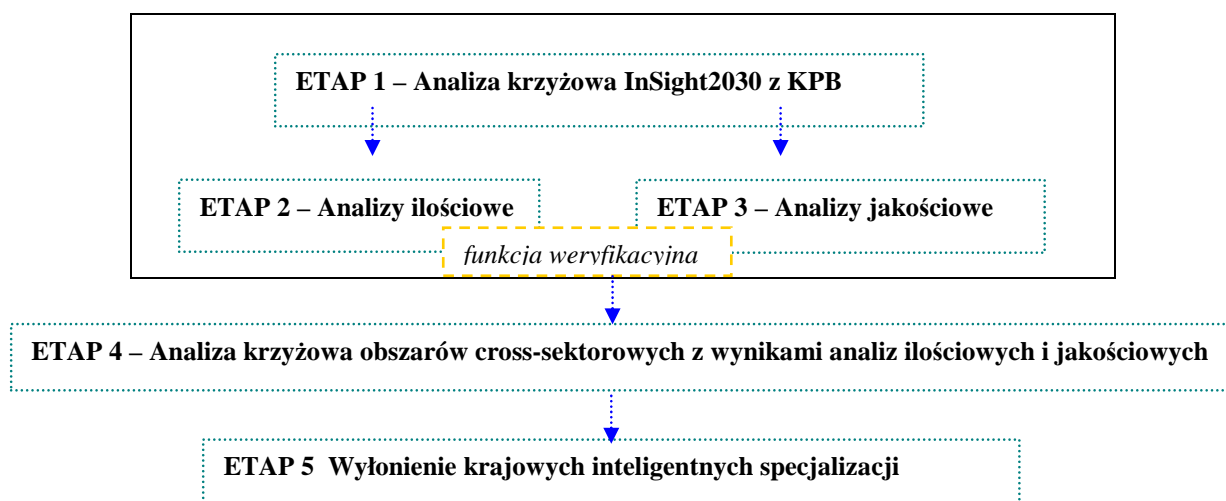 ETAP 1 – Analiza krzyżowa InSight2030 z KPB
ETAP 2 – Analizy ilościowe
ETAP 3 – Analizy jakościowe
funkcja weryfikacyjna
ETAP 4 – Analiza krzyżowa obszarów cross-sektorowych z wynikami analiz ilościowych i jakościowych
ETAP 5 Wyłonienie krajowych inteligentnych specjalizacji